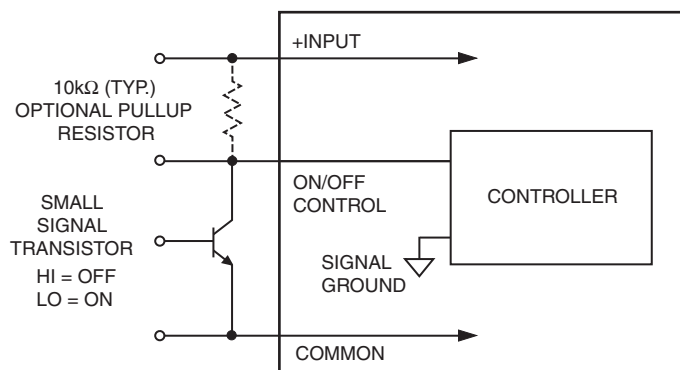 +INPUT
10kΩ (TYP.)
OPTIONAL PULLUP
RESISTOR
ON/OFF
CONTROL
CONTROLLER
SMALL
SIGNAL
TRANSISTOR
HI = OFF
LO = ON
SIGNAL
GROUND
COMMON